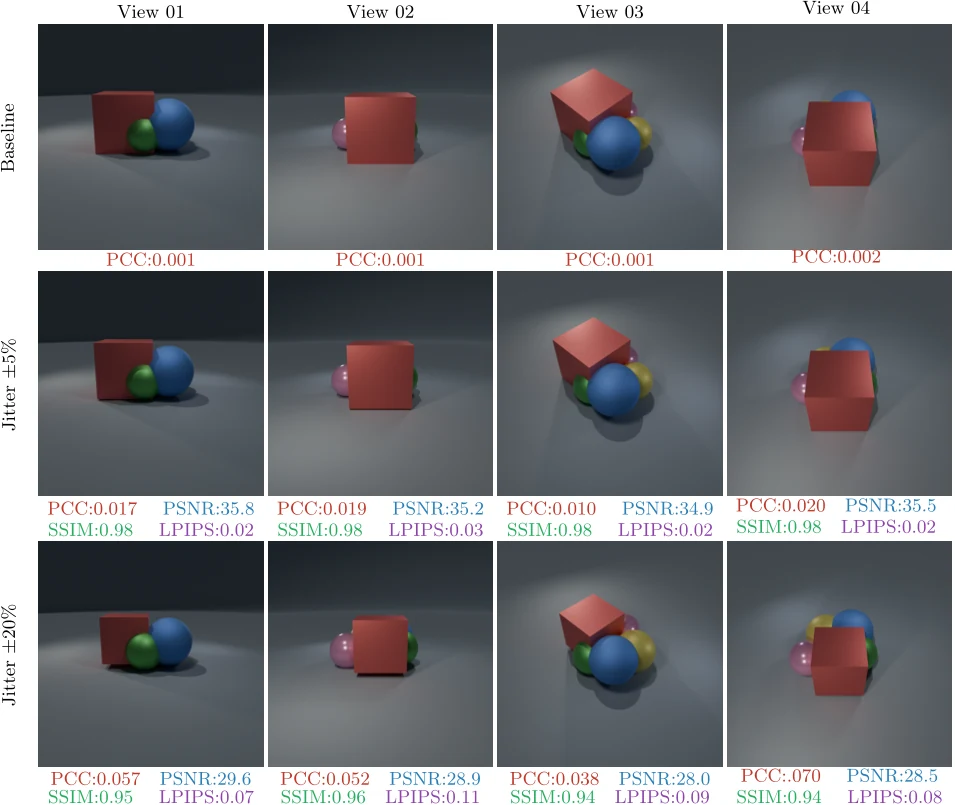 View 01 View 02 View 03 View 04
Baseline
PCC:0.001 PCC:0.001 PCC:0.001 PCC:0.002
Jitter ±5%
PCC:0.017 PSNR:35.8 PCC:0.019 PSNR:35.2 PCC:0.010 PSNR:34.9 PCC:0.020 PSNR:35.5
SSIM:0.98 LPIPS:0.02 SSIM:0.98 LPIPS:0.03 SSIM:0.98 LPIPS:0.02 SSIM:0.98 LPIPS:0.02
Jitter ±20%
PCC:0.057 PSNR:29.6 PCC:0.052 PSNR:28.9 PCC:0.038 PSNR:28.0 PCC:.070 PSNR:28.5
SSIM:0.95 LPIPS:0.07 SSIM:0.96 LPIPS:0.11 SSIM:0.94 LPIPS:0.09 SSIM:0.94 LPIPS:0.08